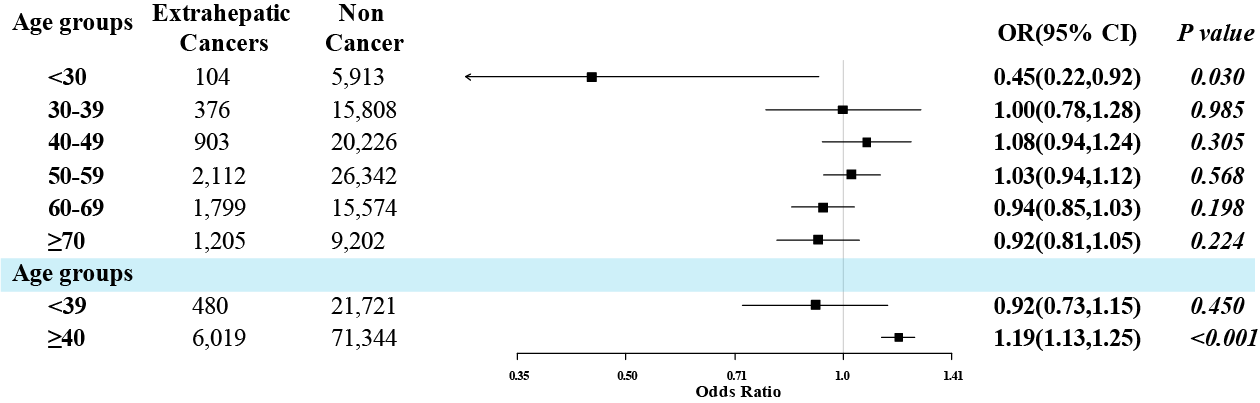 Age groups Extrahepatic Cancers Non Cancer OR(95% CI) P value
<30 104 5,913 0.45(0.22,0.92) 0.030
30-39 376 15,808 1.00(0.78,1.28) 0.985
40-49 903 20,226 1.08(0.94,1.24) 0.305
50-59 2,112 26,342 1.03(0.94,1.12) 0.568
60-69 1,799 15,574 0.94(0.85,1.03) 0.198
≥70 1,205 9,202 0.92(0.81,1.05) 0.224
Age groups
<39 480 21,721 0.92(0.73,1.15) 0.450
≥40 6,019 71,344 1.19(1.13,1.25) <0.001
0.35 0.50 0.71 1.0 1.41
Odds Ratio